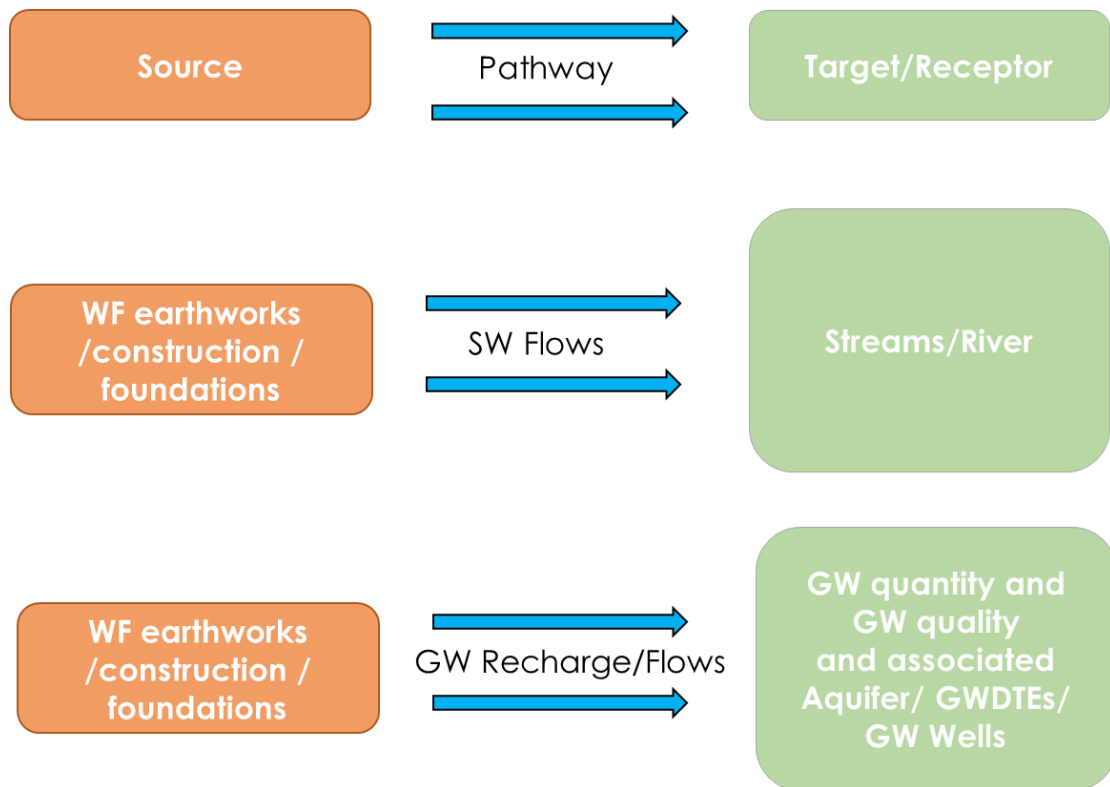 Source
Pathway
Target/Receptor
WF earthworks
/construction /
foundations
SW Flows
Streams/River
WF earthworks
/construction /
foundations
GW Recharge/Flows
GW quantity and
GW quality
and associated
Aquifer/ GWDTEs/
GW Wells